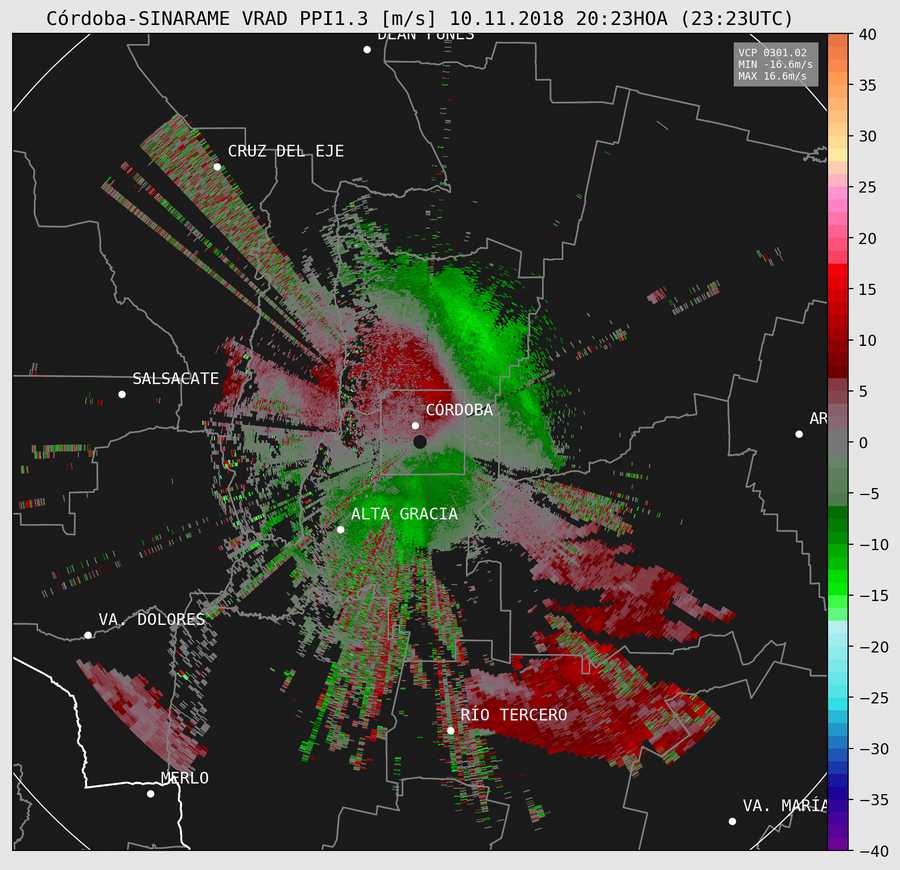 Córdoba-SINARAME VRAD PPI1.3 [m/s] 10.11.2018 20:23HOA (23:23UTC)
DEAN FUNES
VCP 0301.02
MIN -16.6m/s
MAX 16.6m/s
CRUZ DEL EJE
SALSACATE
CÓRDOBA
AR
ALTA GRACIA
VA. DOLORES
RÍO TERCERO
MERLO
VA. MARÍA
40
35
30
25
20
15
10
5
0
−5
−10
−15
−20
−25
−30
−35
−40